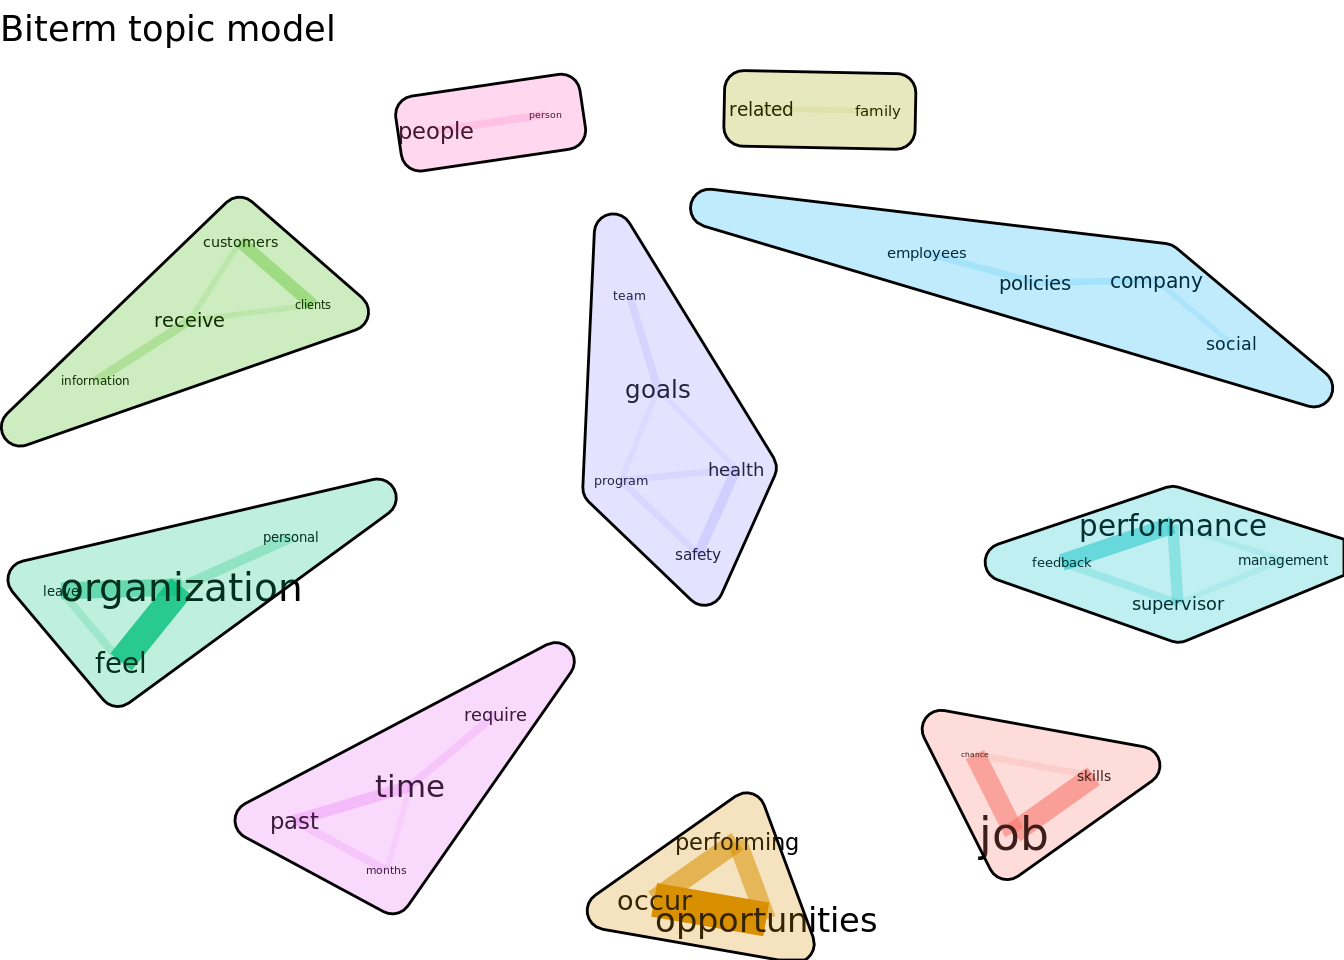 Biterm topic model
people
person
related
family
customers
clients
receive
information
team
goals
health
program
safety
employees
policies
company
social
personal
leave
organization
feel
performance
feedback
management
supervisor
require
time
past
months
performing
occur
opportunities
chance
skills
job